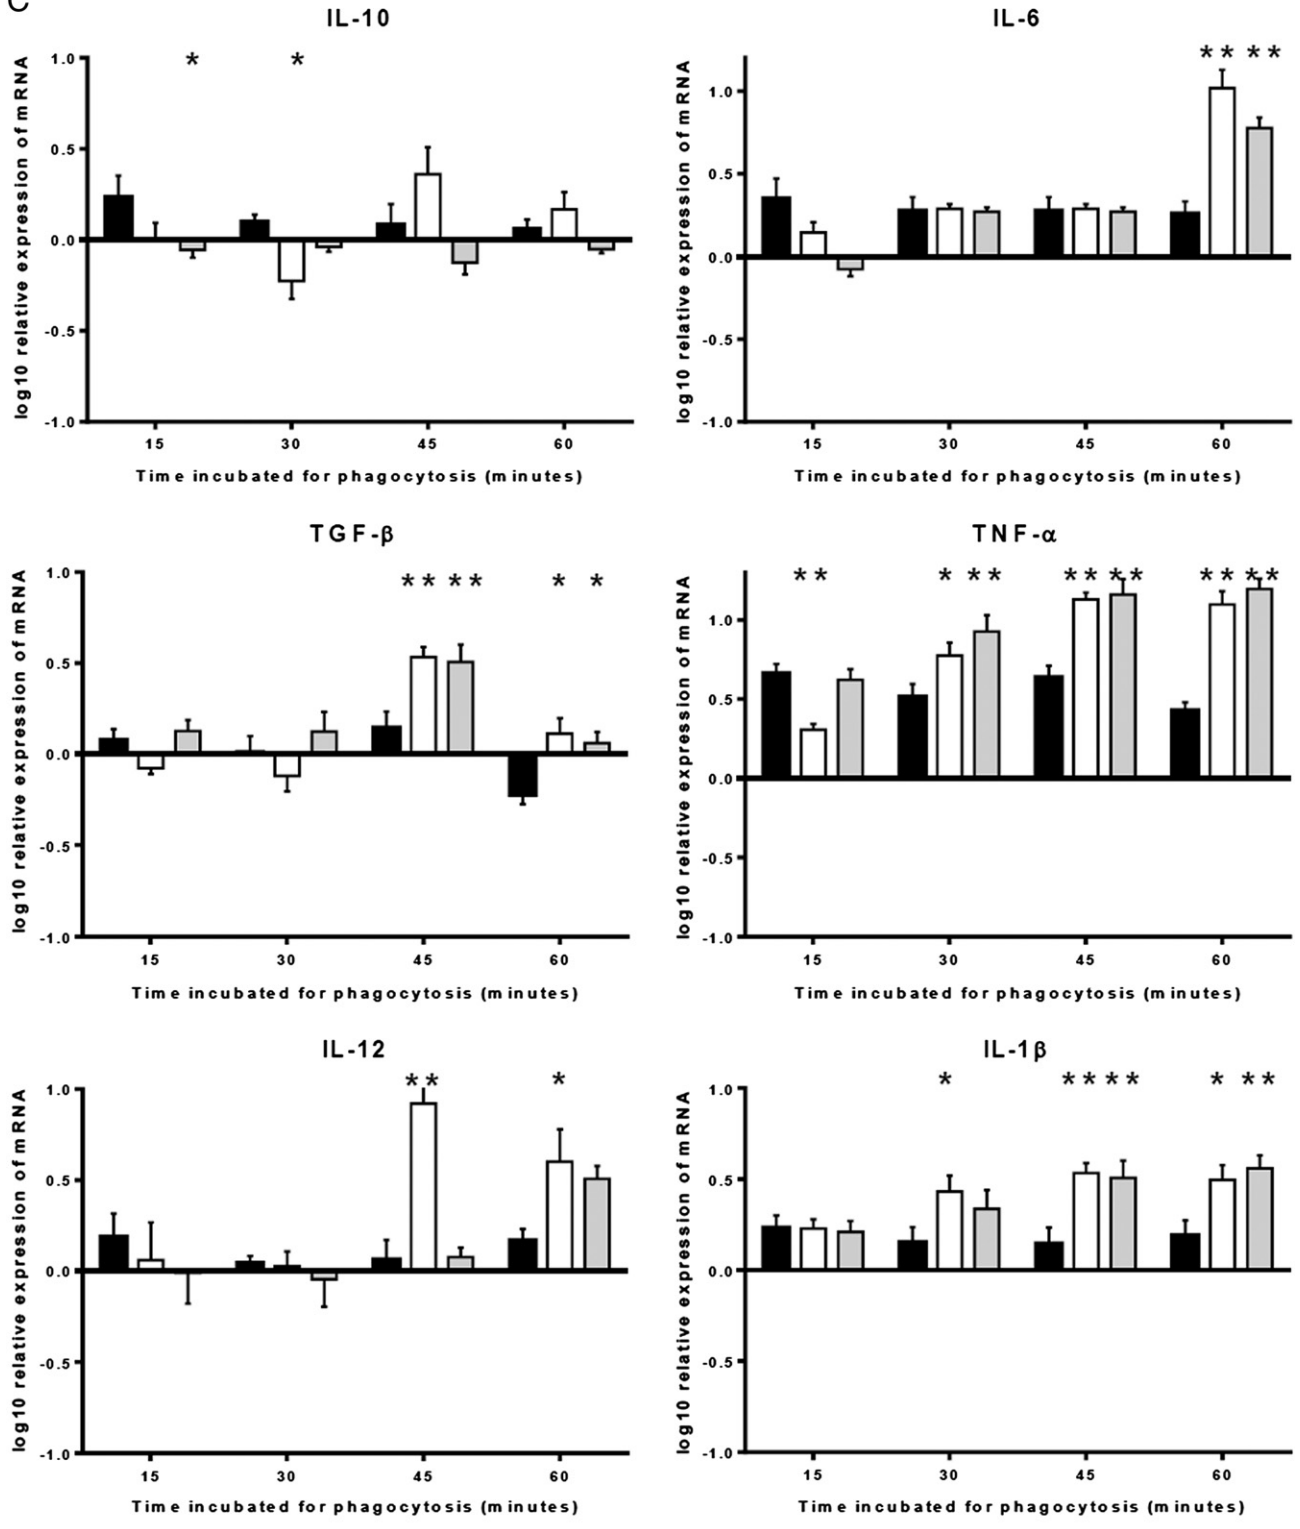 C
IL-10
* *
log10 relative expression of mRNA
1.0
0.5
0.0
-0.5
-1.0
15 30 45 60
Time incubated for phagocytosis (minutes)
IL-6
** **
log10 relative expression of mRNA
1.0
0.5
0.0
-0.5
-1.0
15 30 45 60
Time incubated for phagocytosis (minutes)
TGF-β
** ** * *
log10 relative expression of mRNA
1.0
0.5
0.0
-0.5
-1.0
15 30 45 60
Time incubated for phagocytosis (minutes)
TNF-α
** * ** ** ** ** **
log10 relative expression of mRNA
1.0
0.5
0.0
-0.5
-1.0
15 30 45 60
Time incubated for phagocytosis (minutes)
IL-12
** *
log10 relative expression of mRNA
1.0
0.5
0.0
-0.5
-1.0
15 30 45 60
Time incubated for phagocytosis (minutes)
IL-1β
* ** ** * **
log10 relative expression of mRNA
1.0
0.5
0.0
-0.5
-1.0
15 30 45 60
Time incubated for phagocytosis (minutes)